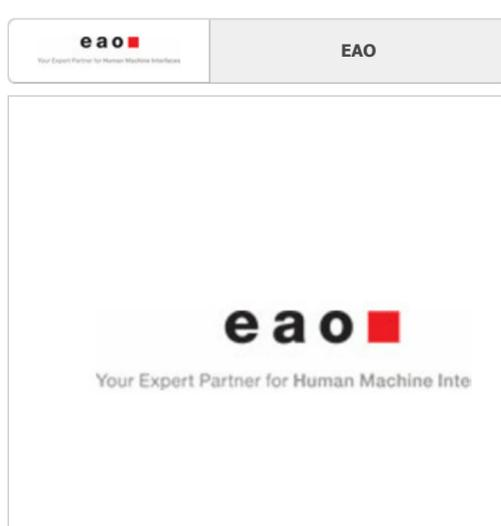 eao
Your Expert Partner for Human Machine Interfaces
EAO
eao
Your Expert Partner for Human Machine Inte